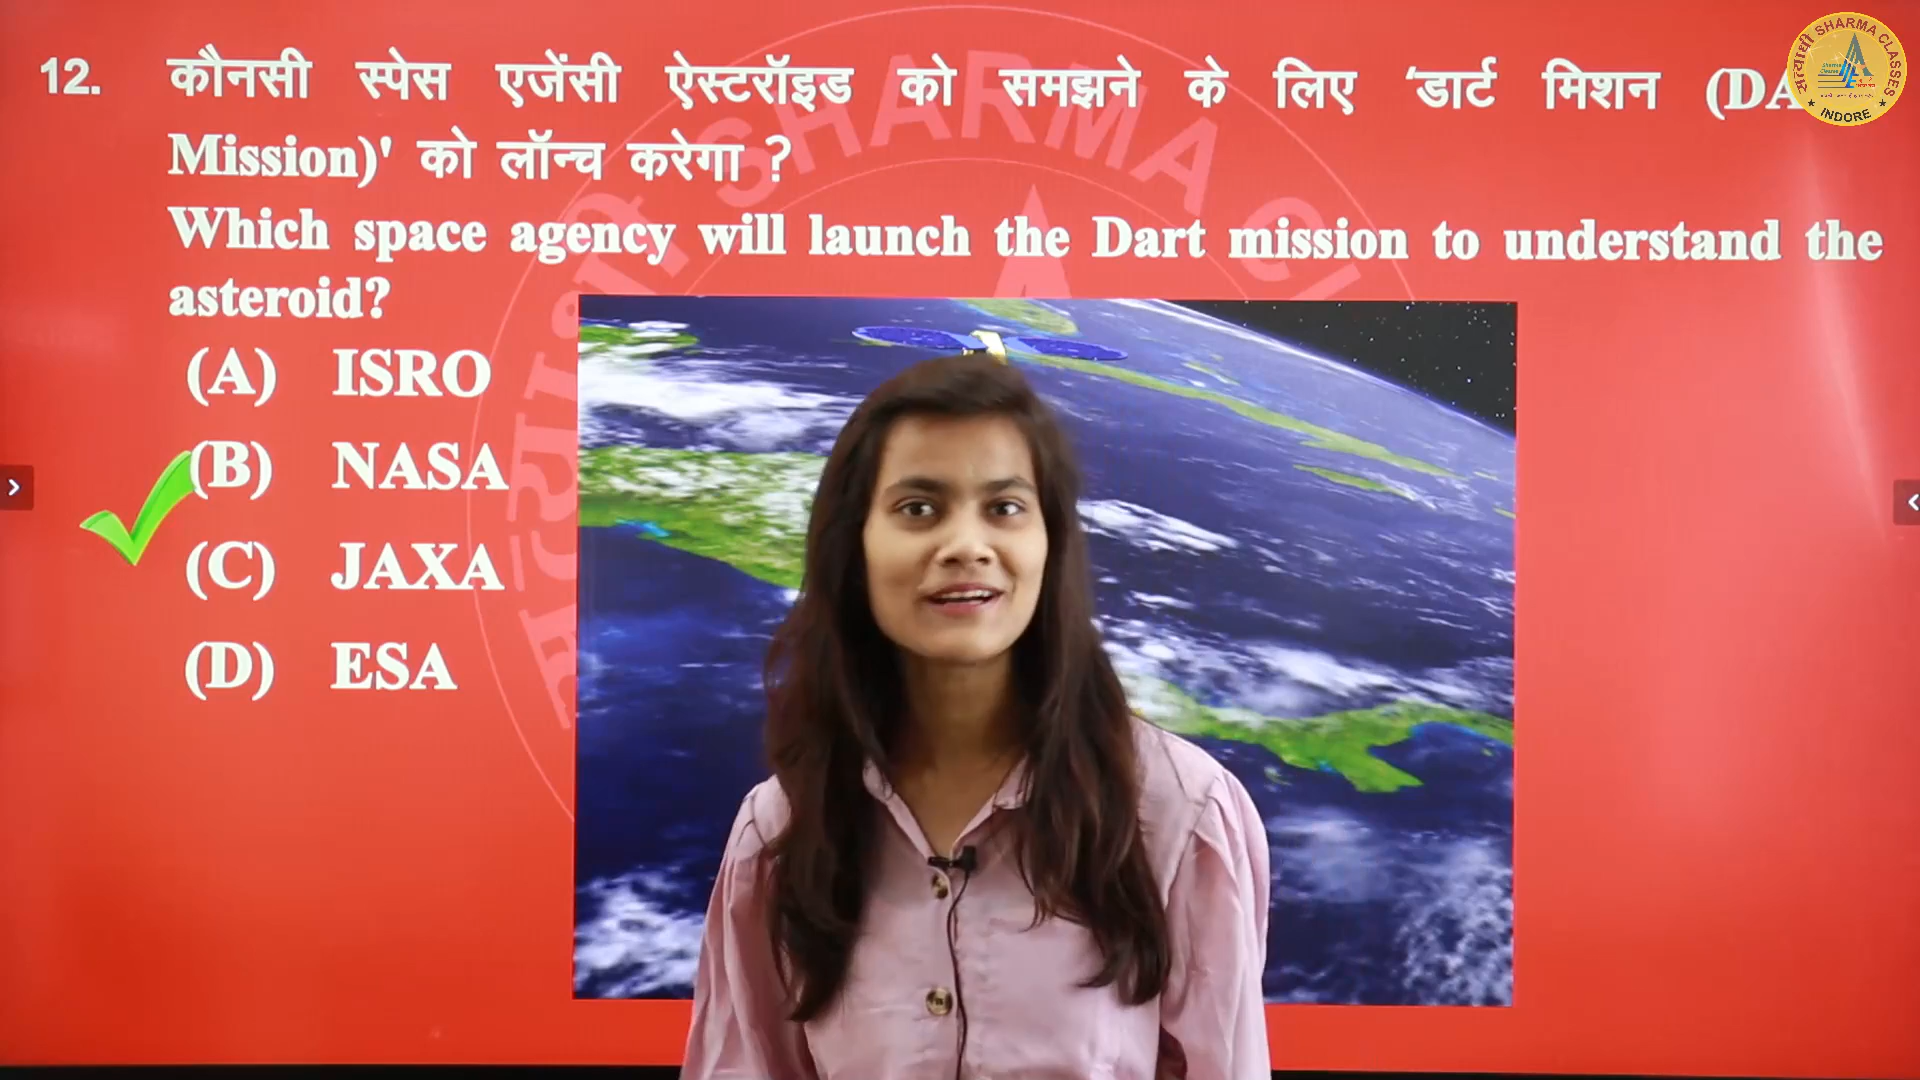 12. कौनसी स्पेस एजेंसी ऐस्टरॉइड को समझने के लिए ‘डार्ट मिशन
Mission)' को लॉन्च करेगा ?
Which space agency will launch the Dart mission to understand the
asteroid?
(A) ISRO
(B) NASA
(C) JAXA
(D) ESA
SHARMA CLASSES
INDORE